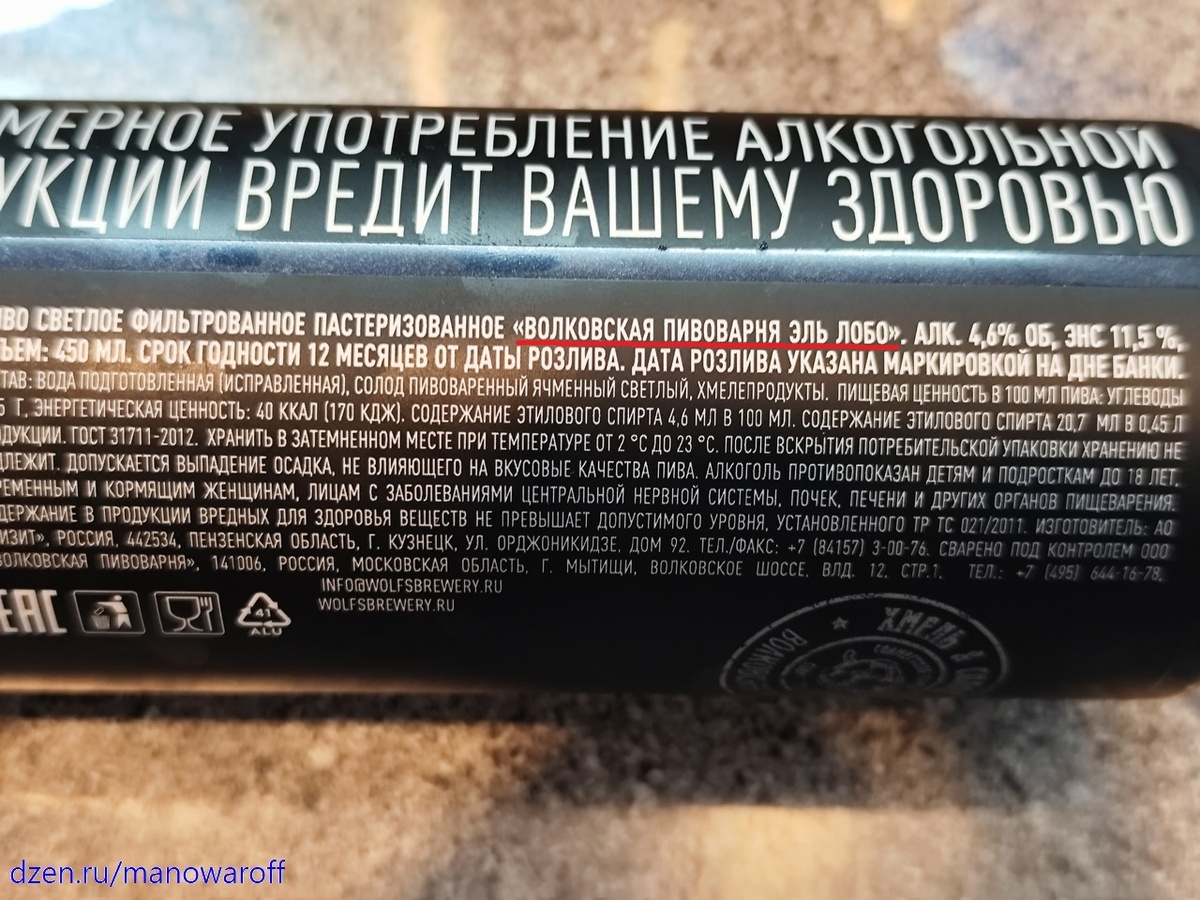 МЕРНОЕ УПОТРЕБЛЕНИЕ АЛКОГОЛЬНОЙ
УКЦИИ ВРЕДИТ ВАШЕМУ ЗДОРОВЬЮ
ИВО СВЕТЛОЕ ФИЛЬТРОВАННОЕ ПАСТЕРИЗОВАННОЕ «ВОЛКОВСКАЯ ПИВОВАРНЯ ЭЛЬ ЛОБО». АЛК. 4,6% ОБ, ЭНС 11,5 %,
ЪЕМ: 450 МЛ. СРОК ГОДНОСТИ 12 МЕСЯЦЕВ ОТ ДАТЫ РОЗЛИВА. ДАТА РОЗЛИВА УКАЗАНА МАРКИРОВКОЙ НА ДНЕ БАНКИ.
ТАВ: ВОДА ПОДГОТОВЛЕННАЯ (ИСПРАВЛЕННАЯ), СОЛОД ПИВОВАРЕННЫЙ ЯЧМЕННЫЙ СВЕТЛЫЙ, ХМЕЛЕПРОДУКТЫ. ПИЩЕВАЯ ЦЕННОСТЬ В 100 МЛ ПИВА: УГЛЕВОДЫ
Г, ЭНЕРГЕТИЧЕСКАЯ ЦЕННОСТЬ: 40 ККАЛ (170 КДЖ). СОДЕРЖАНИЕ ЭТИЛОВОГО СПИРТА 4,6 МЛ В 100 МЛ. СОДЕРЖАНИЕ ЭТИЛОВОГО СПИРТА 20,7 МЛ В 0,45 Л
ДУКЦИИ. ГОСТ 31711-2012. ХРАНИТЬ В ЗАТЕМНЕННОМ МЕСТЕ ПРИ ТЕМПЕРАТУРЕ ОТ 2 °C ДО 23 °C. ПОСЛЕ ВСКРЫТИЯ ПОТРЕБИТЕЛЬСКОЙ УПАКОВКИ ХРАНЕНИЮ НЕ
ДЛЕЖИТ. ДОПУСКАЕТСЯ ВЫПАДЕНИЕ ОСАДКА, НЕ ВЛИЯЮЩЕГО НА ВКУСОВЫЕ КАЧЕСТВА ПИВА. АЛКОГОЛЬ ПРОТИВОПОКАЗАН ДЕТЯМ И ПОДРОСТКАМ ДО 18 ЛЕТ,
РЕМЕННЫМ И КОРМЯЩИМ ЖЕНЩИНАМ, ЛИЦАМ С ЗАБОЛЕВАНИЯМИ ЦЕНТРАЛЬНОЙ НЕРВНОЙ СИСТЕМЫ, ПОЧЕК, ПЕЧЕНИ И ДРУГИХ ОРГАНОВ ПИЩЕВАРЕНИЯ.
ДЕРЖАНИЕ В ПРОДУКЦИИ ВРЕДНЫХ ДЛЯ ЗДОРОВЬЯ ВЕЩЕСТВ НЕ ПРЕВЫШАЕТ ДОПУСТИМОГО УРОВНЯ, УСТАНОВЛЕННОГО ТР ТС 021/2011. ИЗГОТОВИТЕЛЬ: АО
ВИЗИТ», РОССИЯ, 442534, ПЕНЗЕНСКАЯ ОБЛАСТЬ, Г. КУЗНЕЦК, УЛ. ОРДЖОНИКИДЗЕ, ДОМ 92. ТЕЛ./ФАКС: +7 (84157) 3-00-76. СВАРЕНО ПОД КОНТРОЛЕМ ООО
ВОЛКОВСКАЯ ПИВОВАРНЯ», 141006, РОССИЯ, МОСКОВСКАЯ ОБЛАСТЬ, Г. МЫТИЩИ, ВОЛКОВСКОЕ ШОССЕ, ВЛД. 12, СТР.1. ТЕЛ.: +7 (495) 644-16-78,
INFO@WOLFSBREWERY.RU
WOLFSBREWERY.RU
EAC
41
ALU
ХМЕЛЬ &
dzen.ru/manowaroff